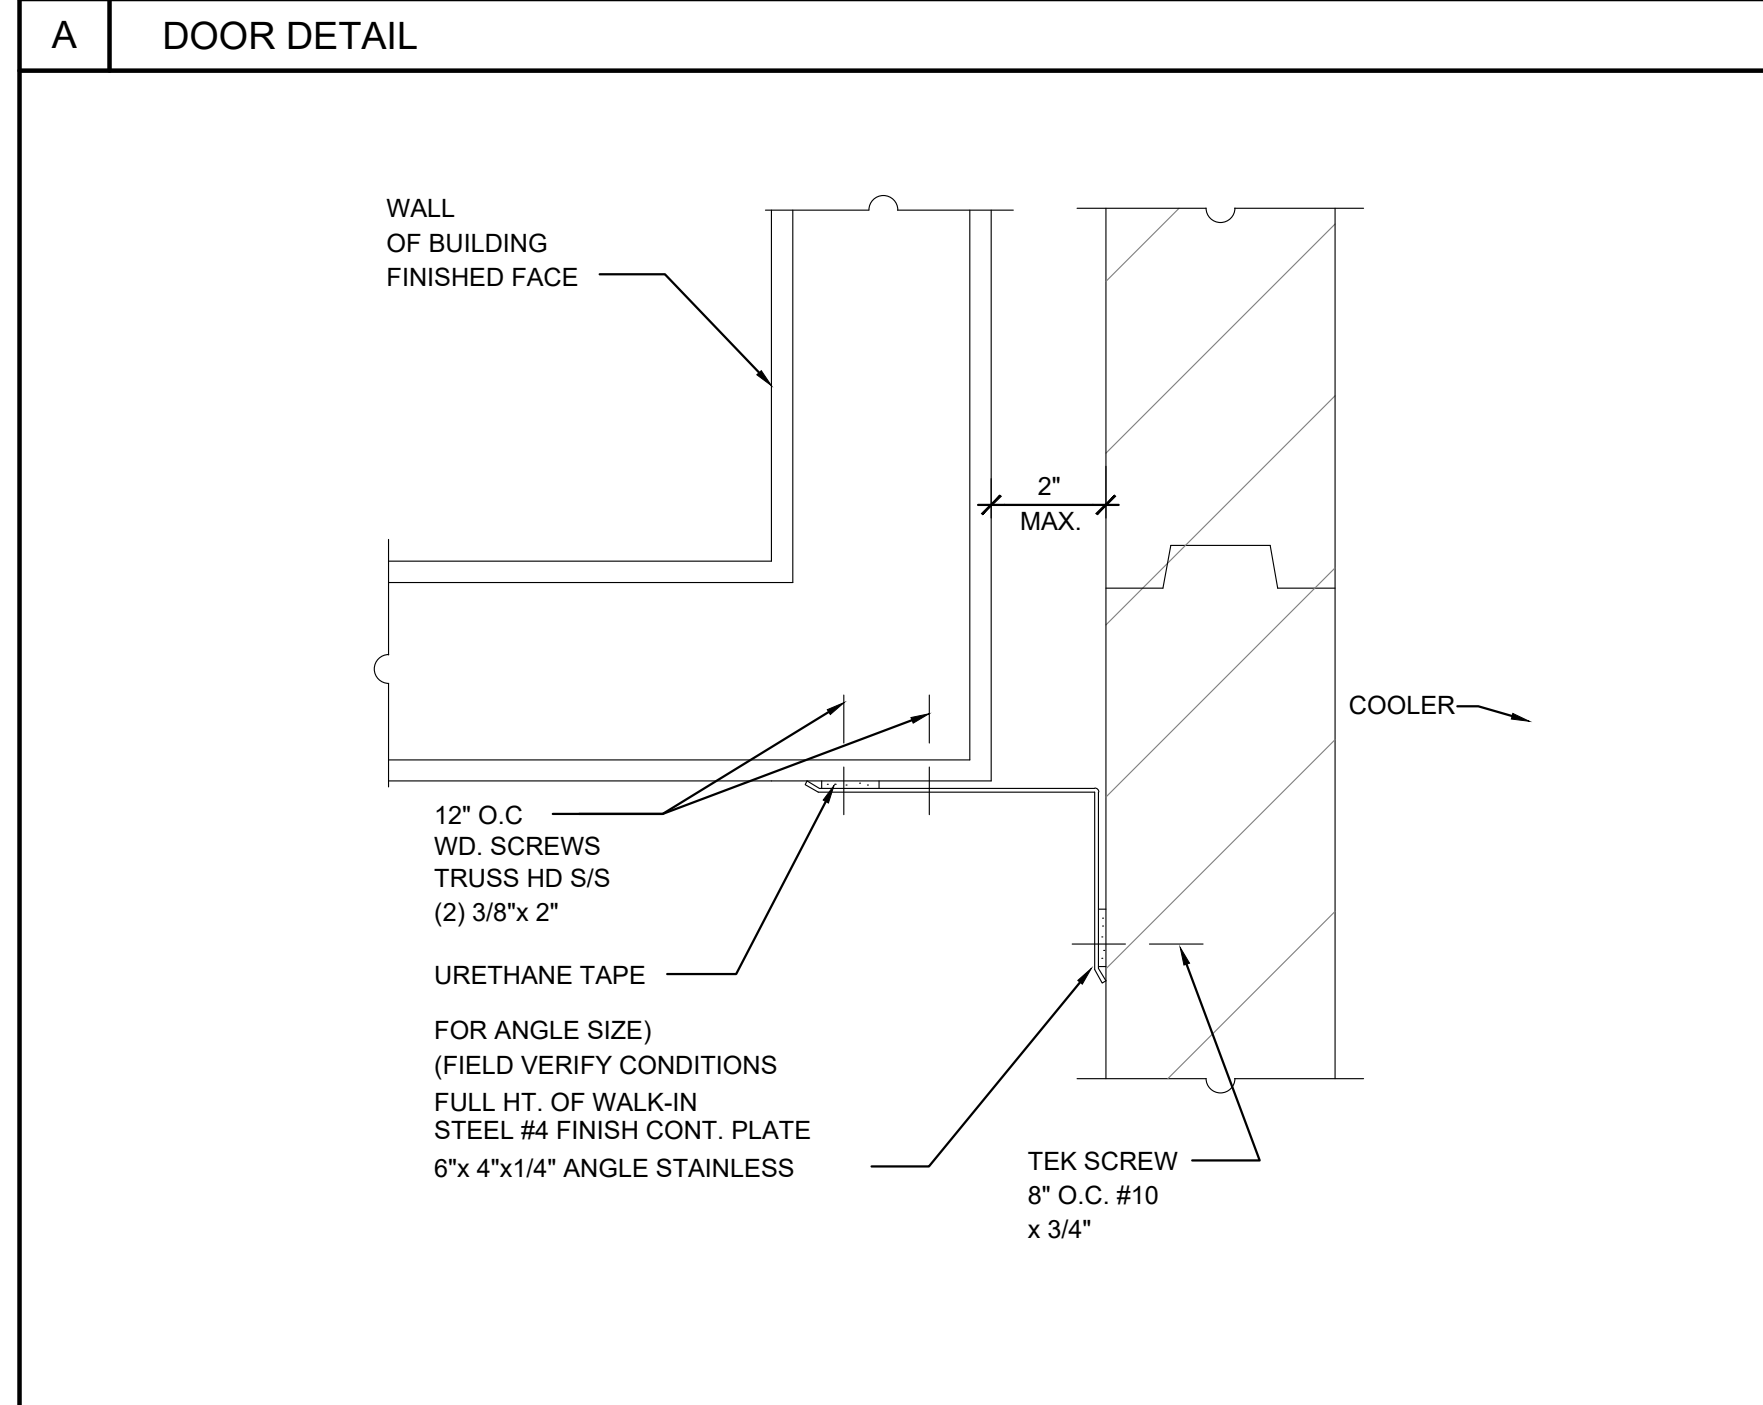 A
DOOR DETAIL
WALL
OF BUILDING
FINISHED FACE
2"
MAX.
COOLER
12" O.C
WD. SCREWS
TRUSS HD S/S
(2) 3/8"x 2"
URETHANE TAPE
FOR ANGLE SIZE)
(FIELD VERIFY CONDITIONS
FULL HT. OF WALK-IN
STEEL #4 FINISH CONT. PLATE
6"x 4"x1/4" ANGLE STAINLESS
TEK SCREW
8" O.C. #10
x 3/4"